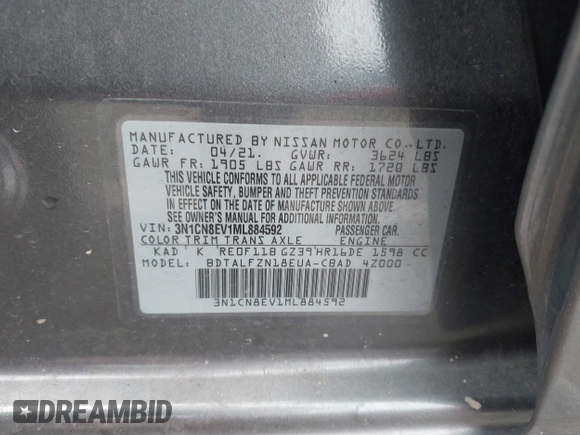 MANUFACTURED BY NISSAN MOTOR CO.,LTD.
DATE: 04/21. GVWR: 3624 LBS
GAWR FR: 1905 LBS GAWR RR: 1720 LBS
THIS VEHICLE CONFORMS TO ALL APPLICABLE FEDERAL MOTOR
VEHICLE SAFETY, BUMPER AND THEFT PREVENTION STANDARDS
IN EFFECT ON THE DATE OF MANUFACTURE SHOWN ABOVE.
SEE OWNER'S MANUAL FOR ADDITIONAL INFORMATION
VIN: 3N1CN8EV1ML884592 PASSENGER CAR.
COLOR TRIM TRANS AXLE ENGINE
KAD K RE0F11B GZ39 HR16DE 1598 CC
MODEL: BDTALFZN18EUA-CBAD 4Z000
3N1CN8EV1ML884592
DREAMBID